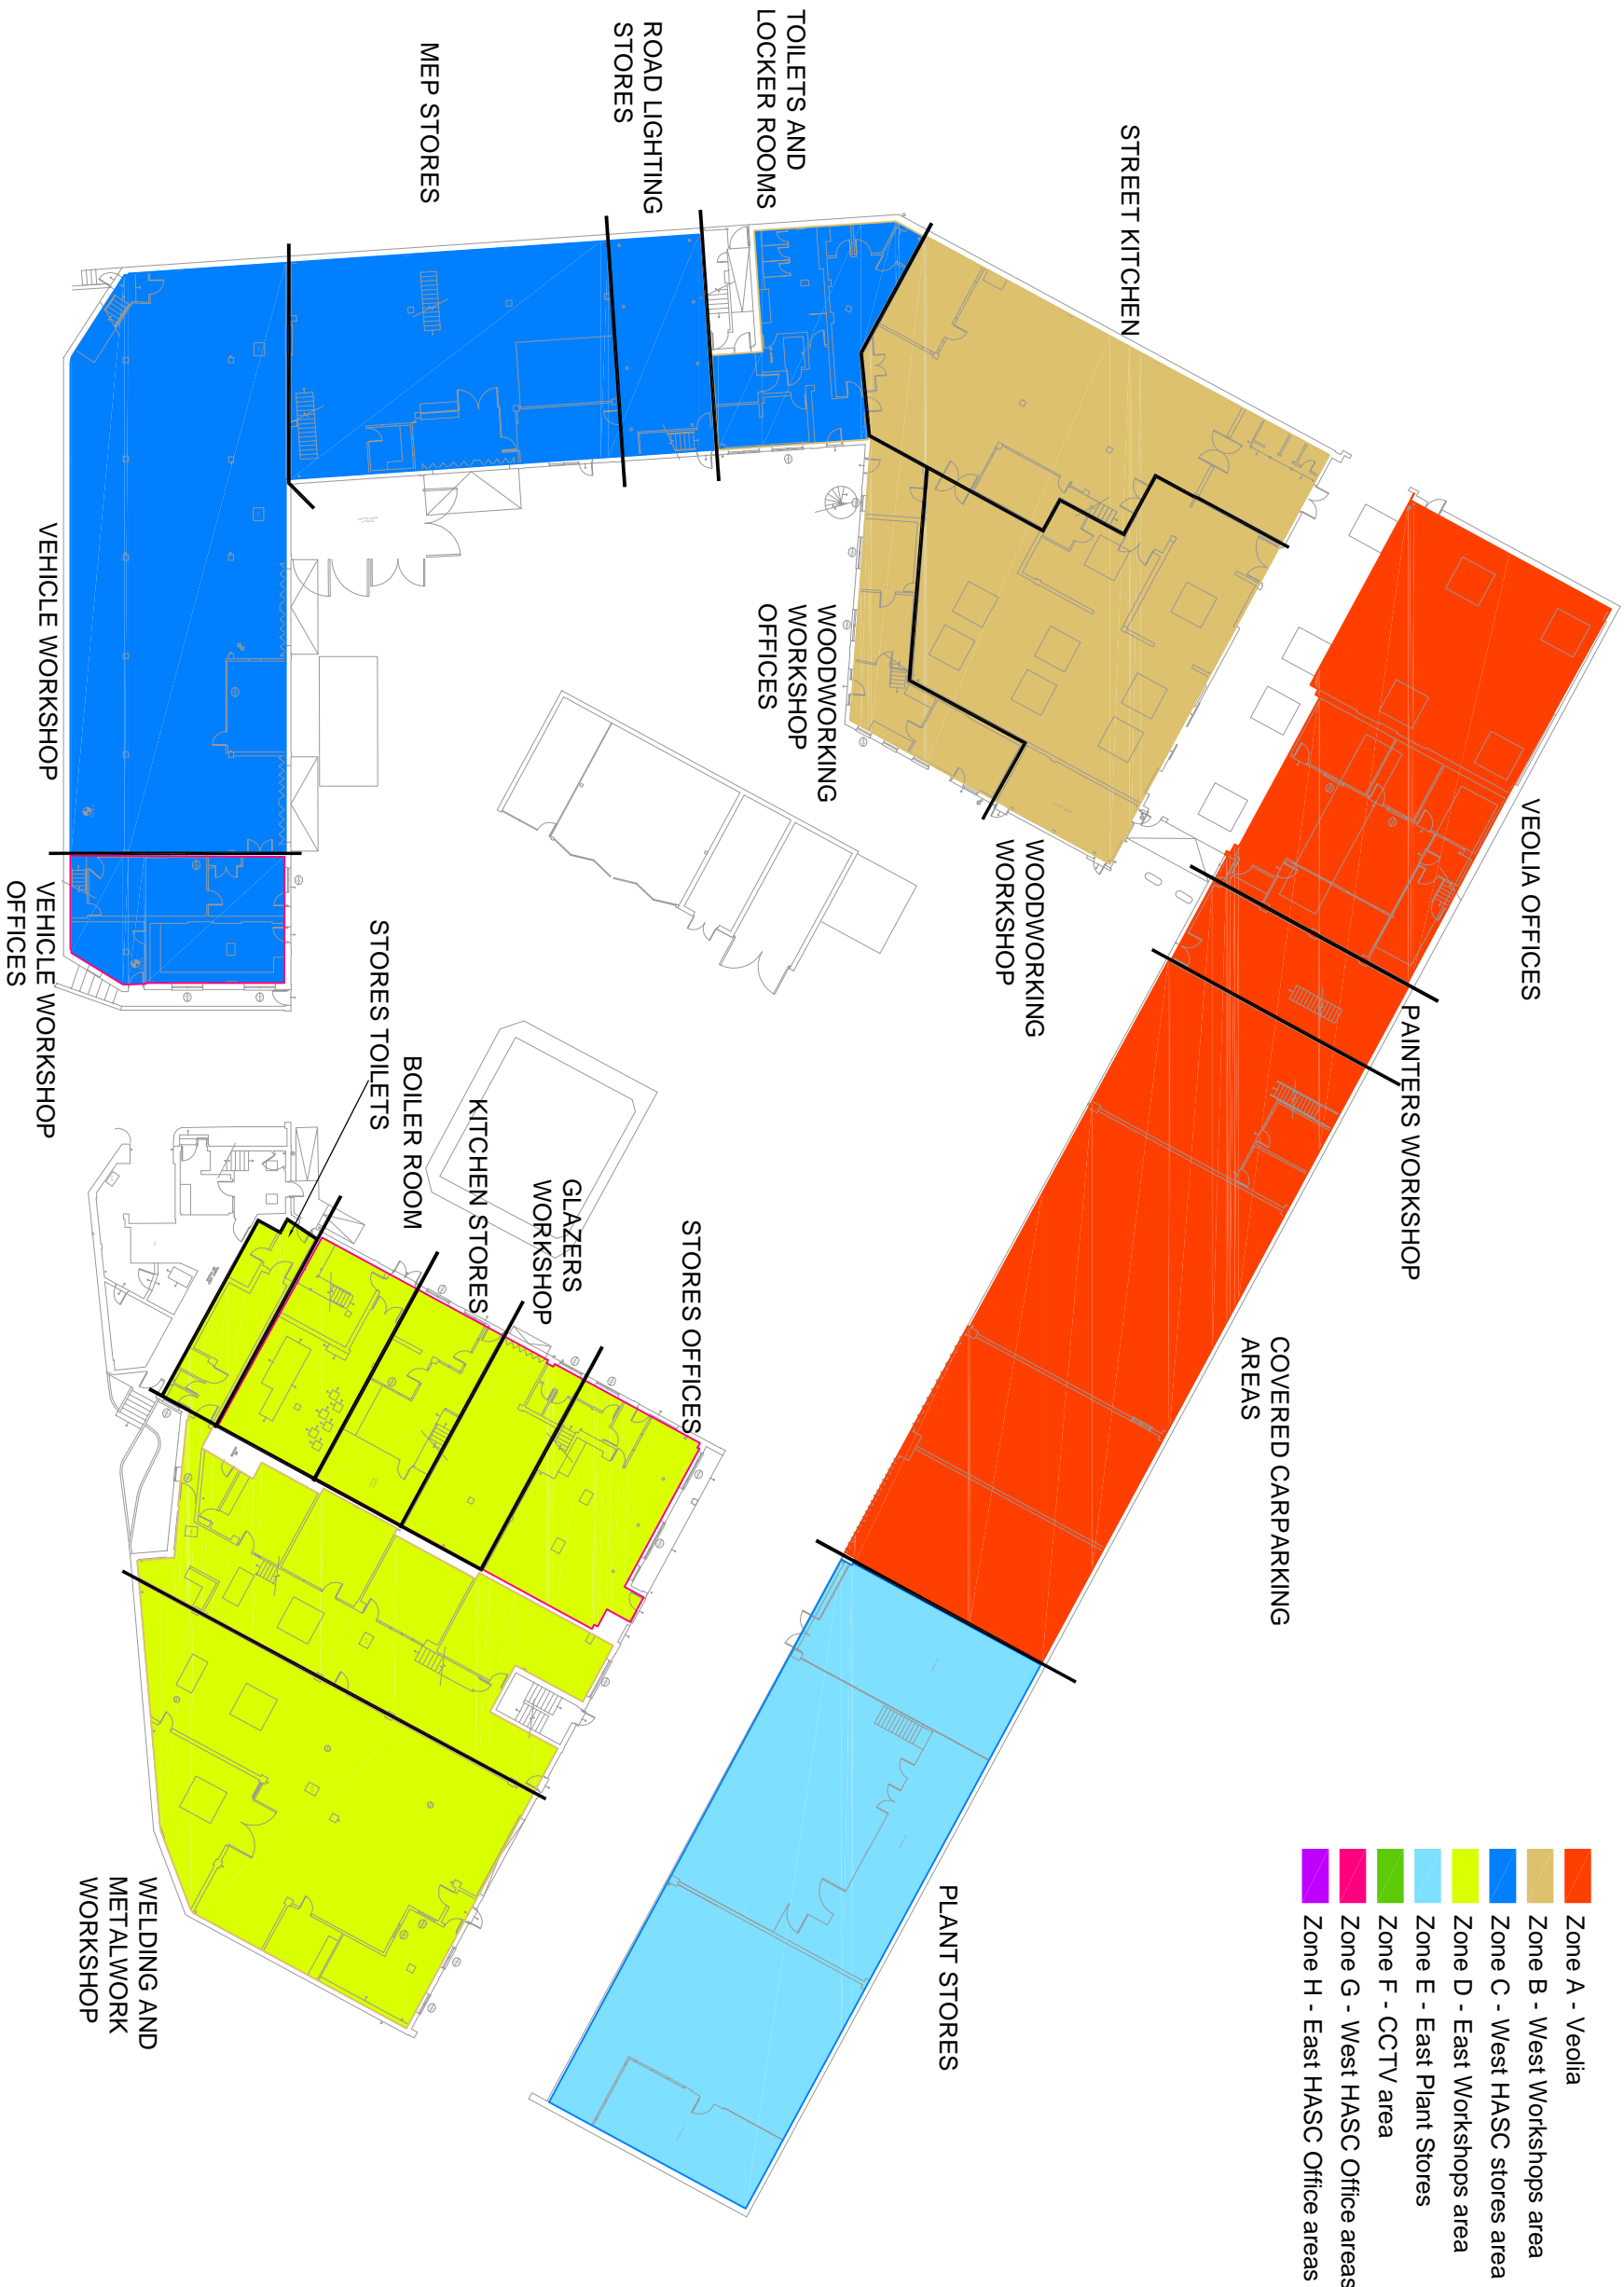 TOILETS AND
LOCKER ROOMS
ROAD LIGHTING
STORES
MEP STORES
STREET KITCHEN
VEHICLE WORKSHOP
WOODWORKING
WORKSHOP
OFFICES
VEOLIA OFFICES
WOODWORKING
WORKSHOP
VEHICLE WORKSHOP
OFFICES
STORES TOILETS
BOILER ROOM
KITCHEN STORES
GLAZERS
WORKSHOP
STORES OFFICES
PAINTERS WORKSHOP
COVERED CARPARKING
AREAS
PLANT STORES
WELDING AND
METALWORK
WORKSHOP
Zone A - Veolia
Zone B - West Workshops area
Zone C - West HASC stores area
Zone D - East Workshops area
Zone E - East Plant Stores
Zone F - CCTV area
Zone G - West HASC Office areas
Zone H - East HASC Office areas